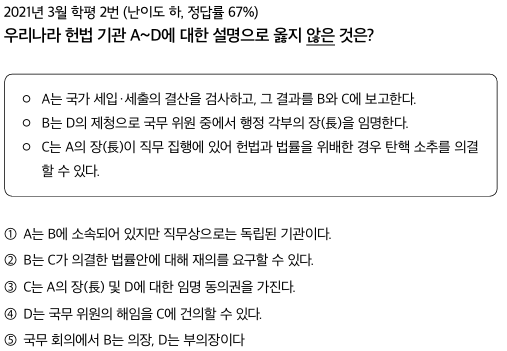 2021년 3월 학평 2번 (난이도 하, 정답률 67%)
우리나라 헌법 기관 A~D에 대한 설명으로 옳지 않은 것은?
○ A는 국가 세입·세출의 결산을 검사하고, 그 결과를 B와 C에 보고한다.
○ B는 D의 제청으로 국무 위원 중에서 행정 각부의 장(長)을 임명한다.
○ C는 A의 장(長)이 직무 집행에 있어 헌법과 법률을 위배한 경우 탄핵 소추를 의결
할 수 있다.
① A는 B에 소속되어 있지만 직무상으로는 독립된 기관이다.
② B는 C가 의결한 법률안에 대해 재의를 요구할 수 있다.
③ C는 A의 장(長) 및 D에 대한 임명 동의권을 가진다.
④ D는 국무 위원의 해임을 C에 건의할 수 있다.
⑤ 국무 회의에서 B는 의장, D는 부의장이다